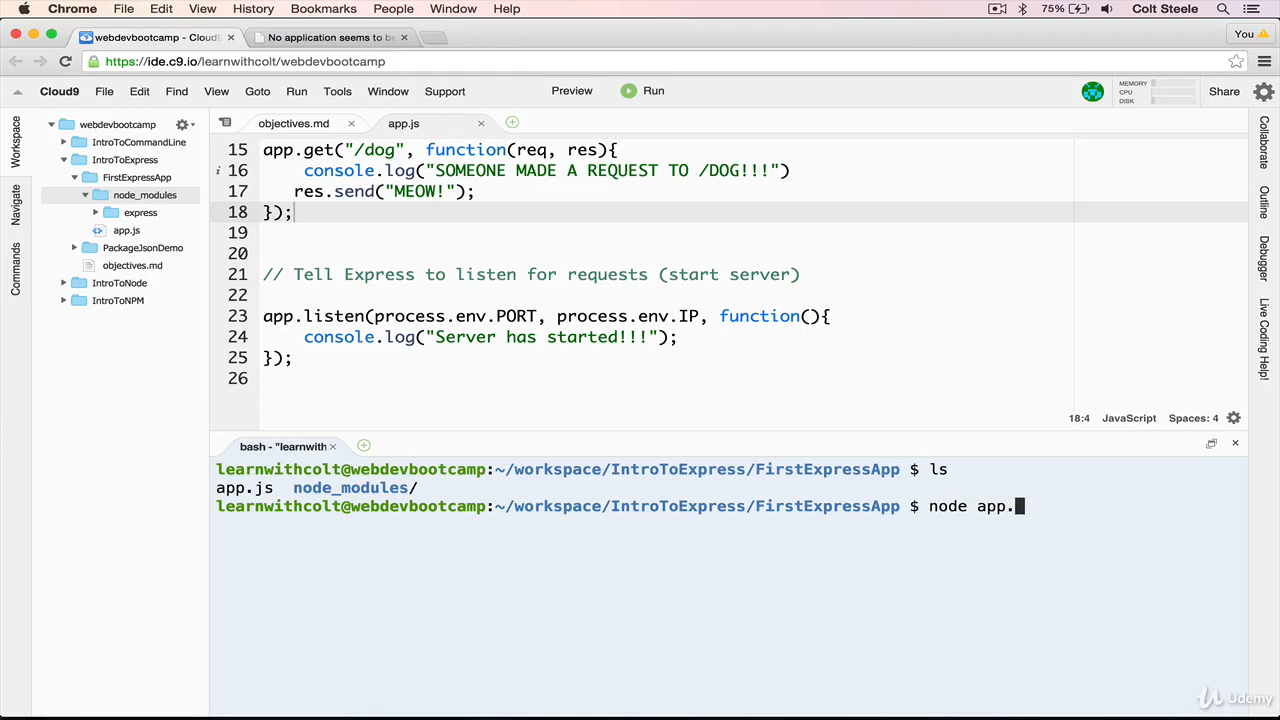 Chrome File Edit View History Bookmarks People Window Help 75% Colt Steele
webdevbootcamp - Cloud9 No application seems to be You
https://ide.c9.io/learnwithcolt/webdevbootcamp
Cloud9 File Edit Find View Goto Run Tools Window Support Preview Run MEMORY CPU DISK Share
Workspace
Navigate
Commands
webdevbootcamp
IntroToCommandLine
IntroToExpress
FirstExpressApp
node_modules
express
app.js
PackageJsonDemo
objectives.md
IntroToNode
IntroToNPM
objectives.md app.js
15 app.get("/dog", function(req, res){
i 16 console.log("SOMEONE MADE A REQUEST TO /DOG!!!")
17 res.send("MEOW!");
18 });
19
20
21 // Tell Express to listen for requests (start server)
22
23 app.listen(process.env.PORT, process.env.IP, function(){
24 console.log("Server has started!!!");
25 });
26
18:4 JavaScript Spaces: 4
bash - "learnwith
learnwithcolt@webdevbootcamp:~/workspace/IntroToExpress/FirstExpressApp $ ls
app.js node_modules/
learnwithcolt@webdevbootcamp:~/workspace/IntroToExpress/FirstExpressApp $ node app.
Collaborate
Outline
Debugger
Live Coding Help!
Udemy